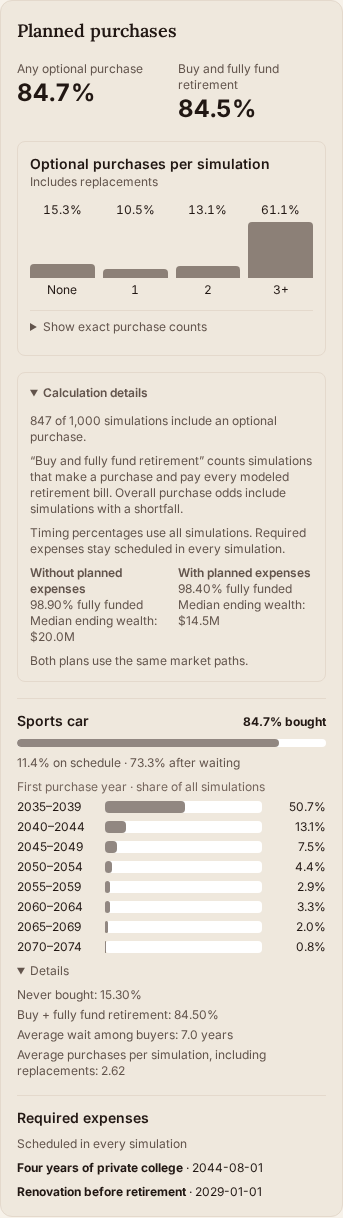 Planned purchases
Any optional purchase
84.7%
Buy and fully fund
retirement
84.5%
Optional purchases per simulation
Includes replacements
15.3% 10.5% 13.1% 61.1%
None 1 2 3+
Show exact purchase counts
Calculation details
847 of 1,000 simulations include an optional
purchase.
“Buy and fully fund retirement” counts simulations
that make a purchase and pay every modeled
retirement bill. Overall purchase odds include
simulations with a shortfall.
Timing percentages use all simulations. Required
expenses stay scheduled in every simulation.
Without planned
expenses
98.90% fully funded
Median ending wealth:
$20.0M
With planned expenses
98.40% fully funded
Median ending wealth:
$14.5M
Both plans use the same market paths.
Sports car 84.7% bought
11.4% on schedule · 73.3% after waiting
First purchase year · share of all simulations
2035–2039 50.7%
2040–2044 13.1%
2045–2049 7.5%
2050–2054 4.4%
2055–2059 2.9%
2060–2064 3.3%
2065–2069 2.0%
2070–2074 0.8%
Details
Never bought: 15.30%
Buy + fully fund retirement: 84.50%
Average wait among buyers: 7.0 years
Average purchases per simulation, including
replacements: 2.62
Required expenses
Scheduled in every simulation
Four years of private college · 2044-08-01
Renovation before retirement · 2029-01-01